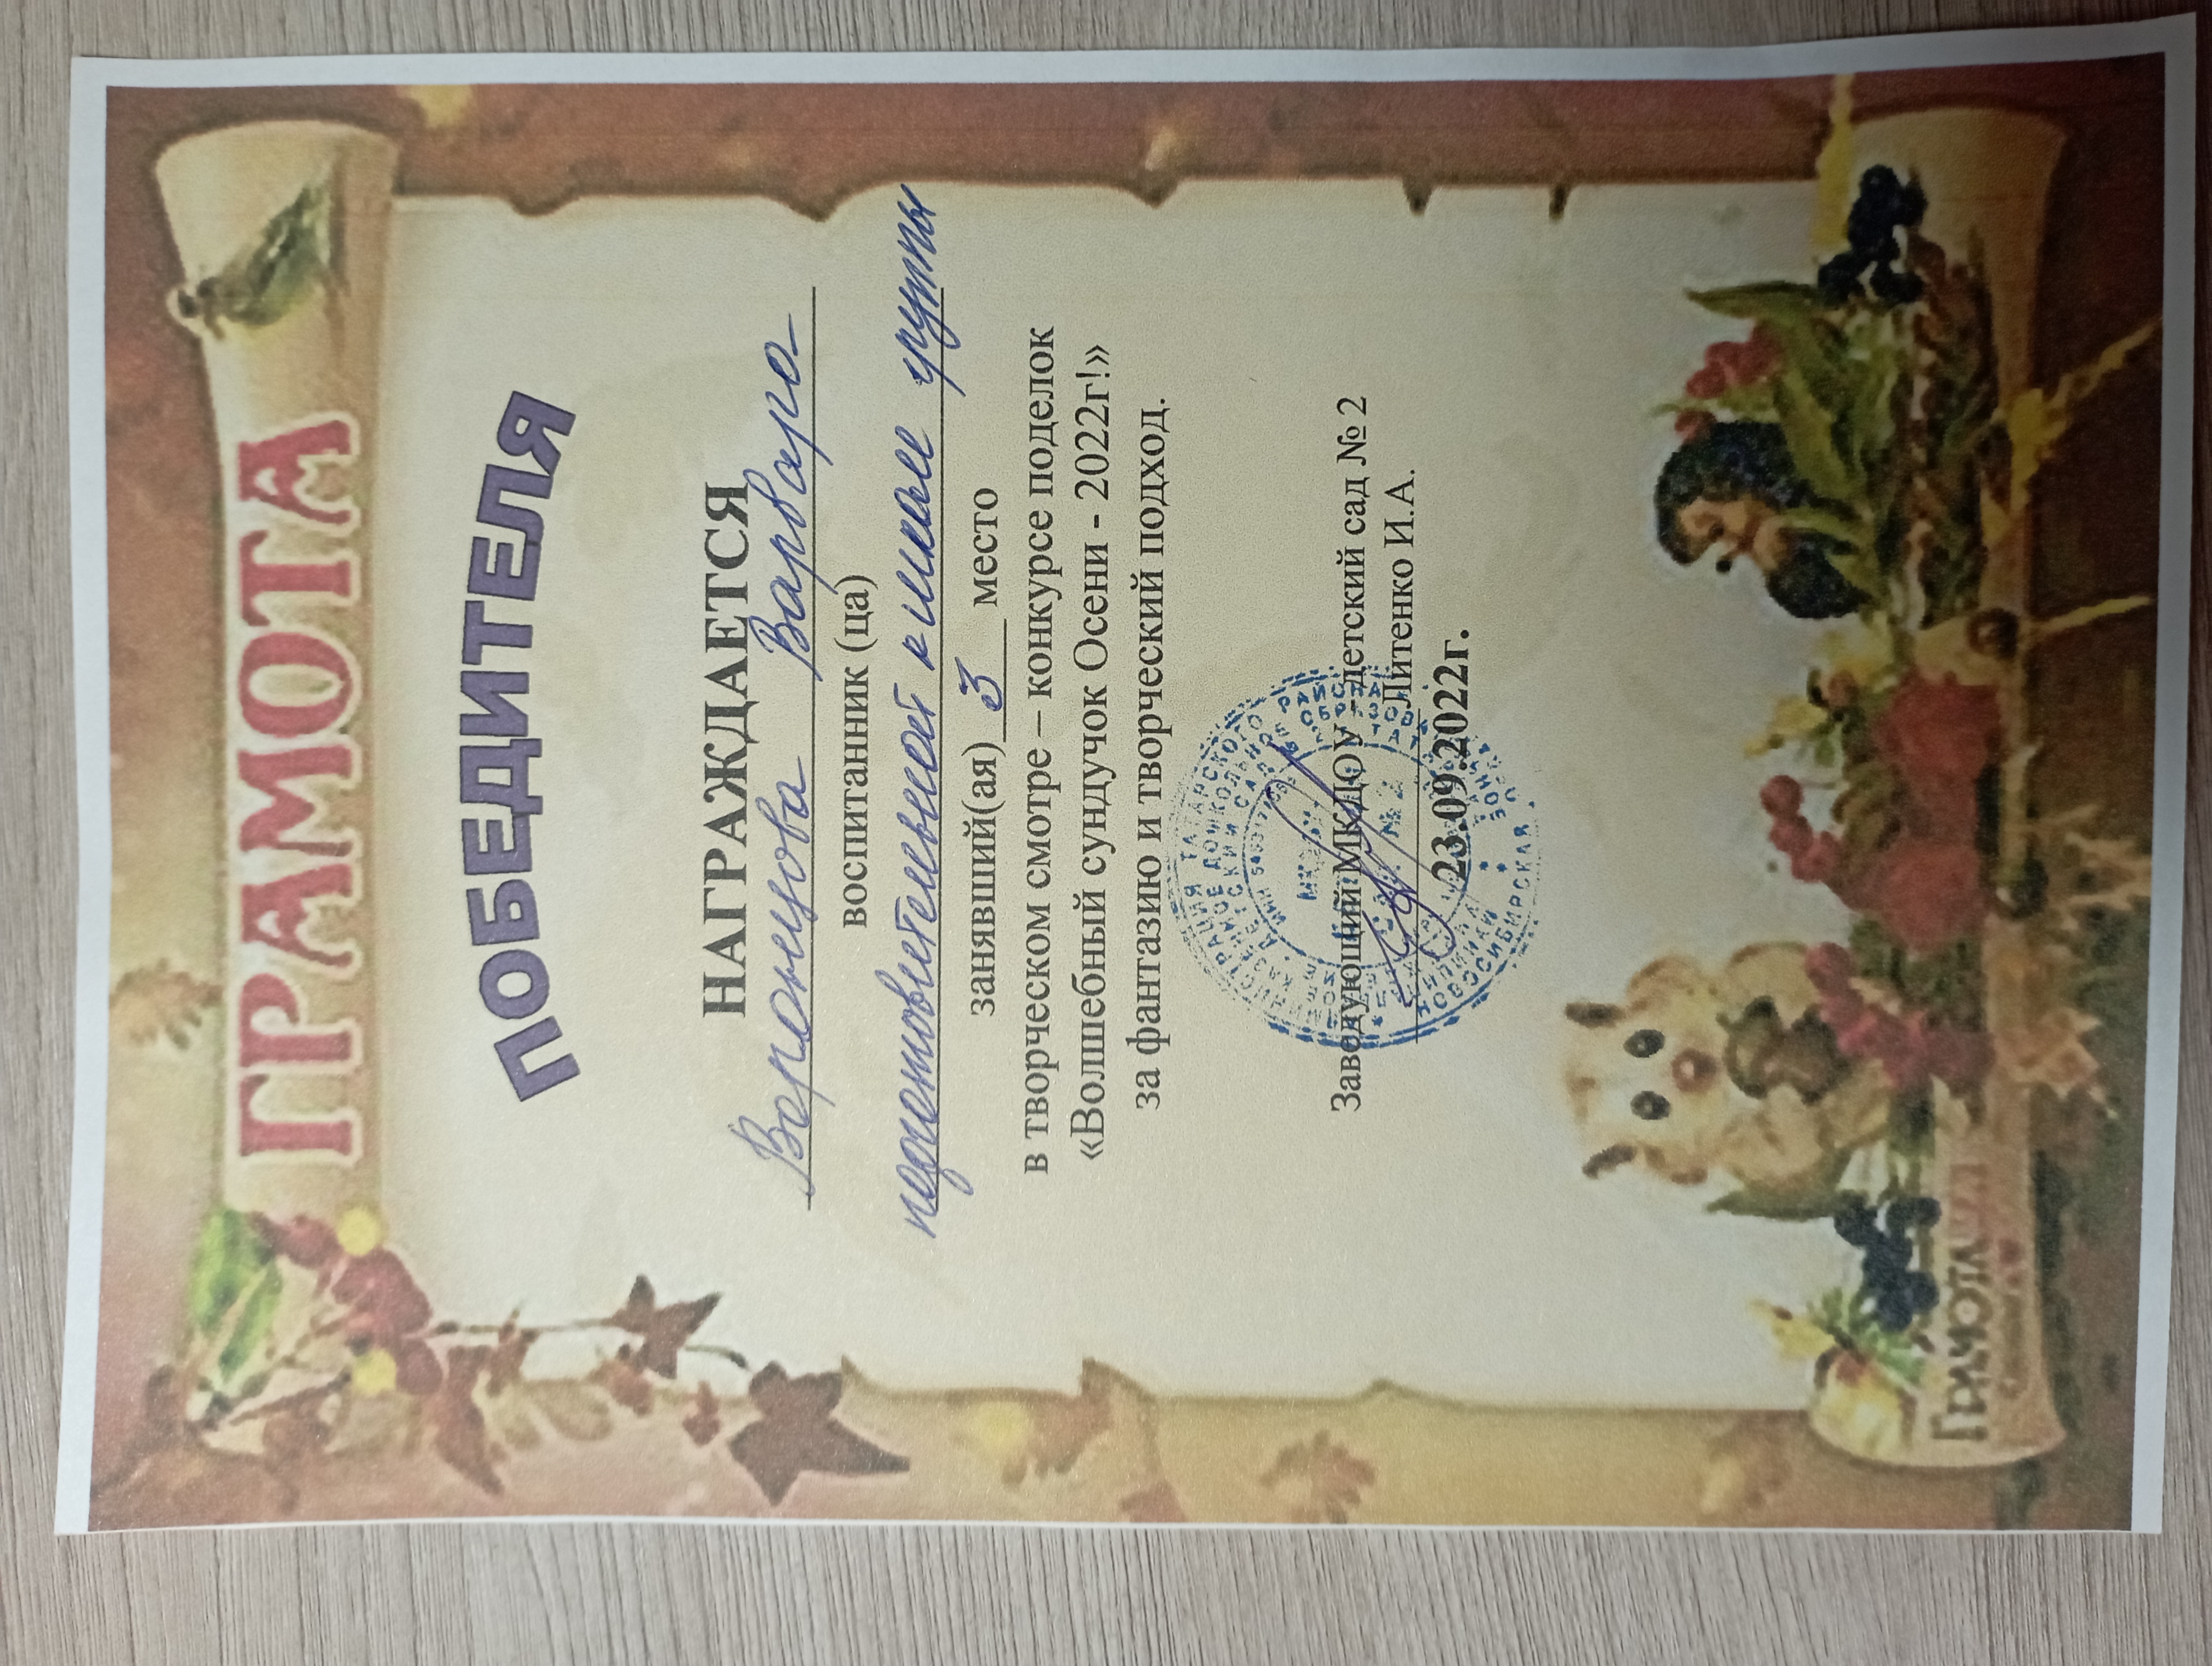 ГРАМОТА
ПОБЕДИТЕЛЯ
НАГРАЖДАЕТСЯ
Воронцова Варвара
воспитанник (ца)
подготовительной к школе группы
занявший(ая) 3 место
в творческом смотре – конкурсе поделок
«Волшебный сундучок Осени - 2022г!»
за фантазию и творческий подход.
Заведующий МКДОУ – детский сад № 2
Литенко И.А.
23.09.2022г.
ГРАМОТА